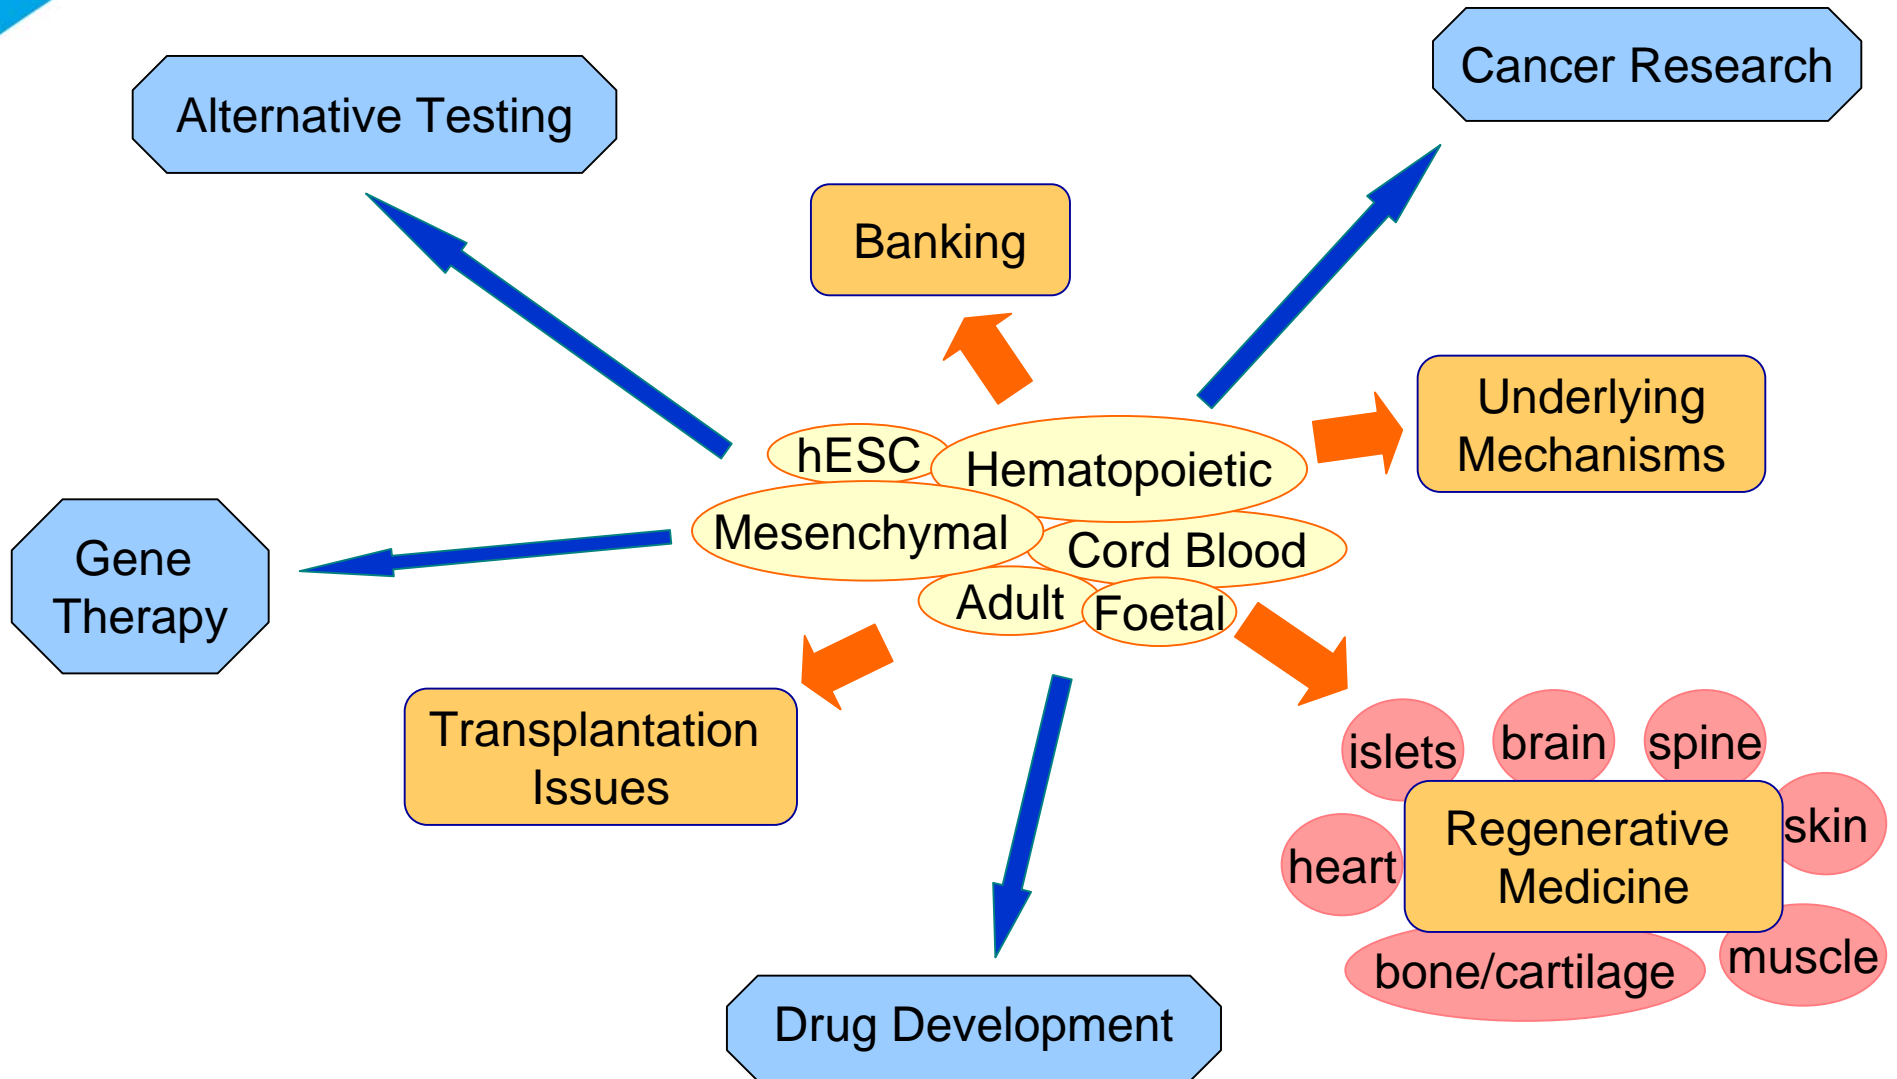 Cancer Research
Alternative Testing
Banking
Underlying
Mechanisms
hESC
Hematopoietic
Mesenchymal
Cord Blood
Adult
Foetal
Gene
Therapy
Transplantation
Issues
islets
brain
spine
skin
heart
Regenerative
Medicine
muscle
bone/cartilage
Drug Development